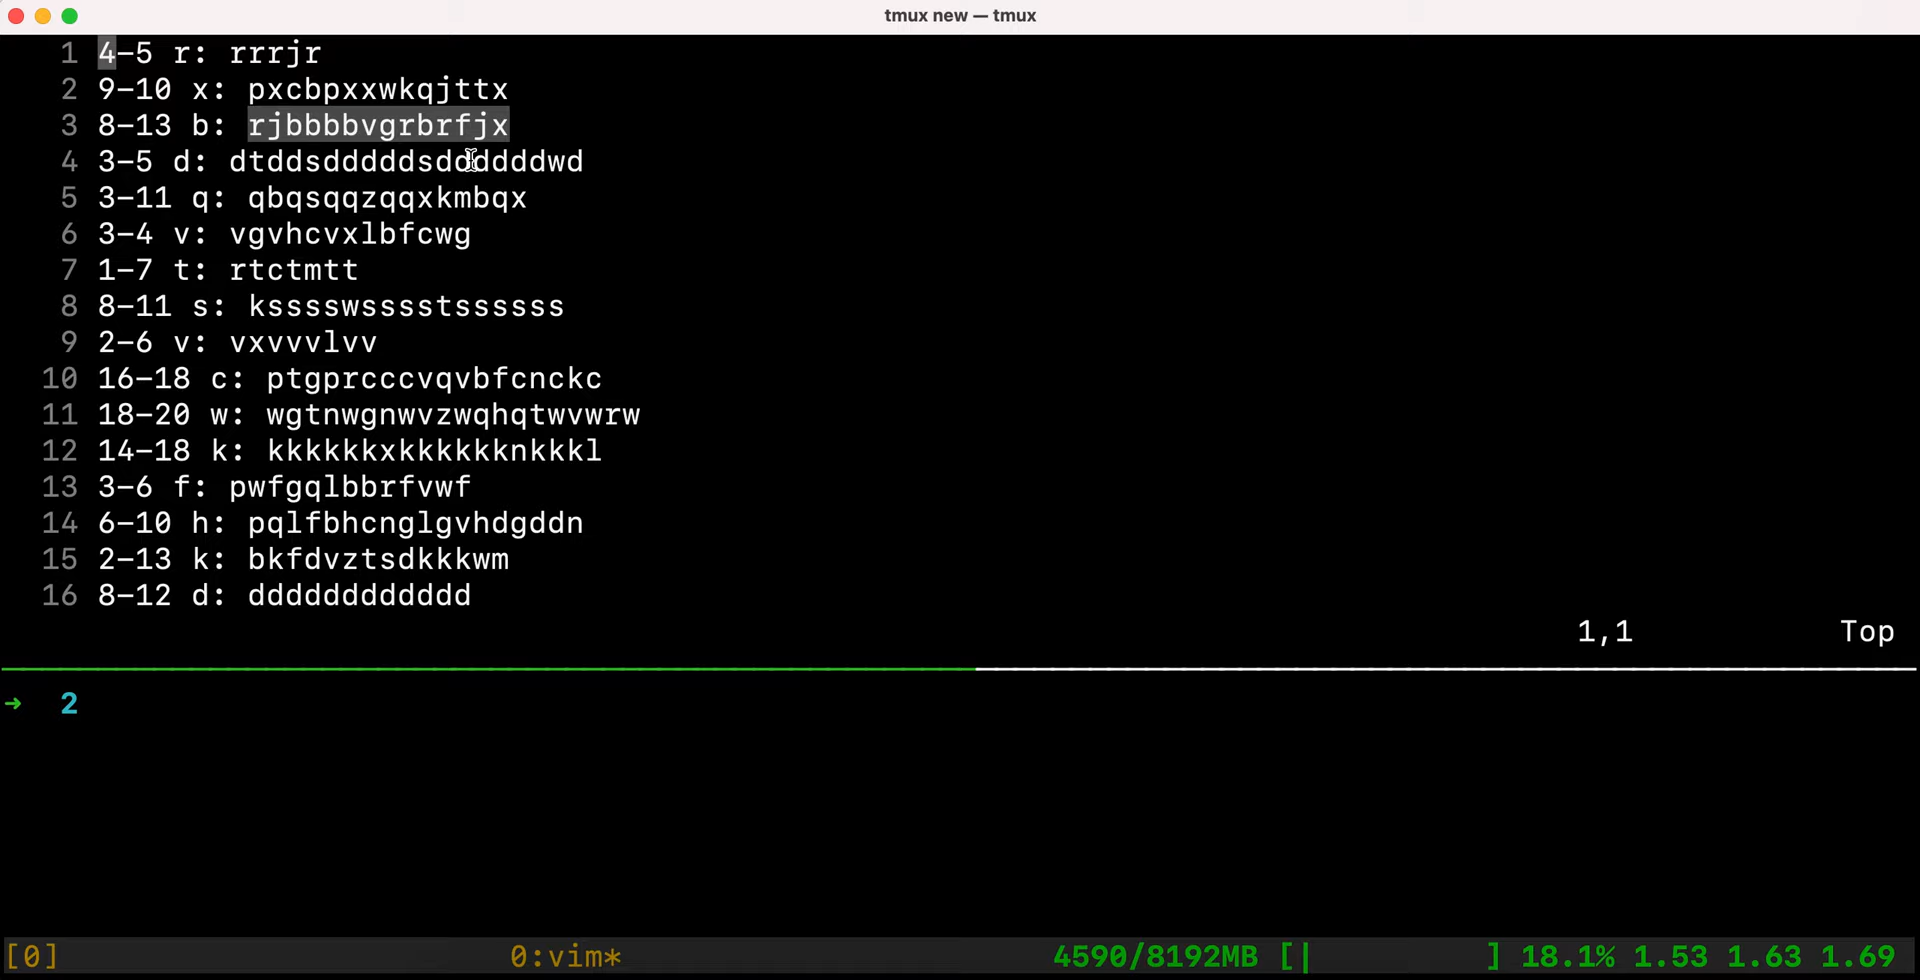 tmux new — tmux
1 4-5 r: rrrjr
2 9-10 x: pxcbpxxwkqjttx
3 8-13 b: rjbbbbvgrbrfjx
4 3-5 d: dtddsdddddsddddddwd
5 3-11 q: qbqsqqzqqxkmbqx
6 3-4 v: vgvhcvxlbfcwg
7 1-7 t: rtctmtt
8 8-11 s: ksssswsssstssssss
9 2-6 v: vxvvvlvv
10 16-18 c: ptgprcccvqvbfcnckc
11 18-20 w: wgtnwgnwvzwqhqtwvwrw
12 14-18 k: kkkkkkxkkkkkknkkkl
13 3-6 f: pwfgqlbbrfvwf
14 6-10 h: pqlfbhcnglgvhdgddn
15 2-13 k: bkfdvztsdkkkwm
16 8-12 d: dddddddddddd
1,1 Top
→ 2
[0] 0:vim* 4590/8192MB [| ] 18.1% 1.53 1.63 1.69